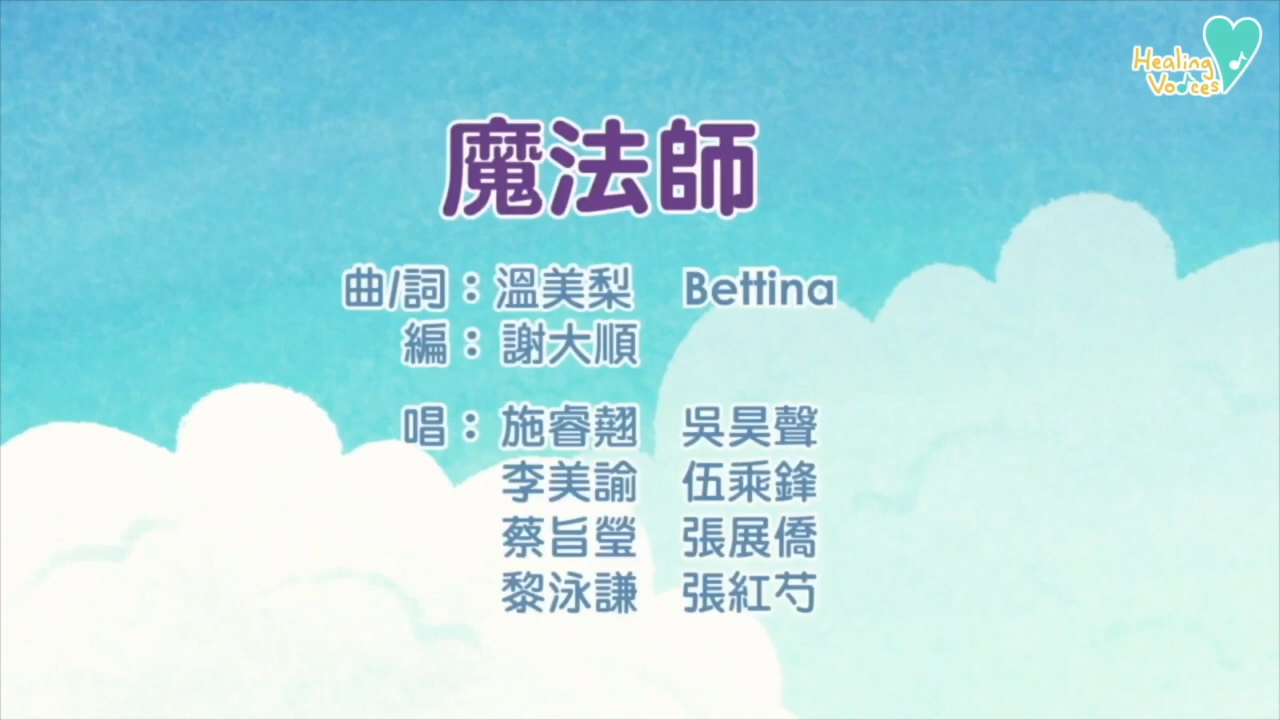 Healing
Voices
魔法師
曲/詞：溫美梨 Bettina
編：謝大順
唱：施睿翹 吳昊聲
李美諭 伍乘鋒
蔡旨瑩 張展僑
黎泳謙 張紅芍